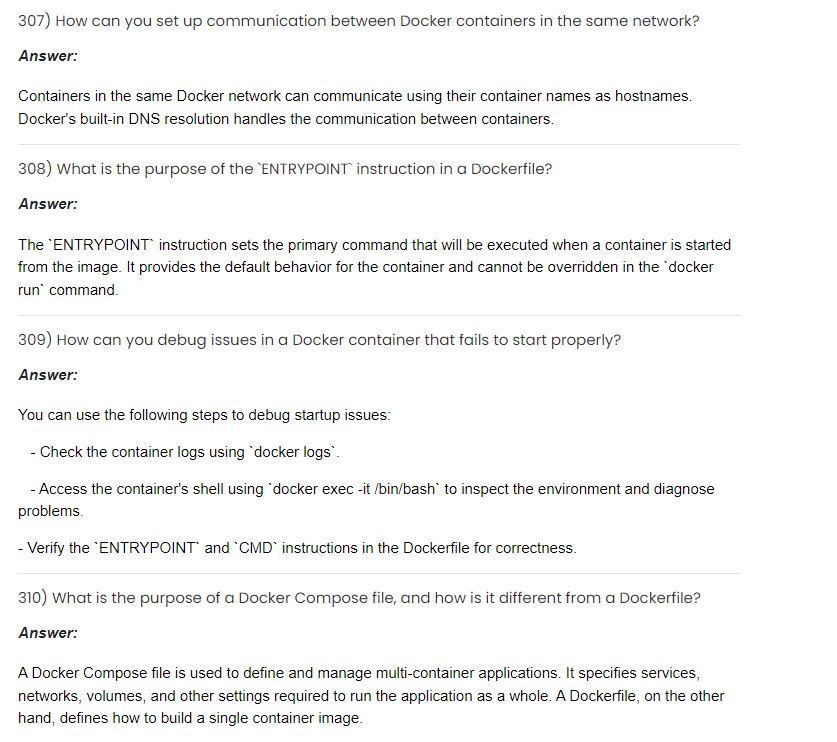 307) How can you set up communication between Docker containers in the same network?
Answer:
Containers in the same Docker network can communicate using their container names as hostnames.
Docker's built-in DNS resolution handles the communication between containers.
308) What is the purpose of the `ENTRYPOINT` instruction in a Dockerfile?
Answer:
The `ENTRYPOINT` instruction sets the primary command that will be executed when a container is started
from the image. It provides the default behavior for the container and cannot be overridden in the `docker
run` command.
309) How can you debug issues in a Docker container that fails to start properly?
Answer:
You can use the following steps to debug startup issues:
- Check the container logs using `docker logs`.
- Access the container's shell using `docker exec -it /bin/bash` to inspect the environment and diagnose
problems.
- Verify the `ENTRYPOINT` and `CMD` instructions in the Dockerfile for correctness.
310) What is the purpose of a Docker Compose file, and how is it different from a Dockerfile?
Answer:
A Docker Compose file is used to define and manage multi-container applications. It specifies services,
networks, volumes, and other settings required to run the application as a whole. A Dockerfile, on the other
hand, defines how to build a single container image.